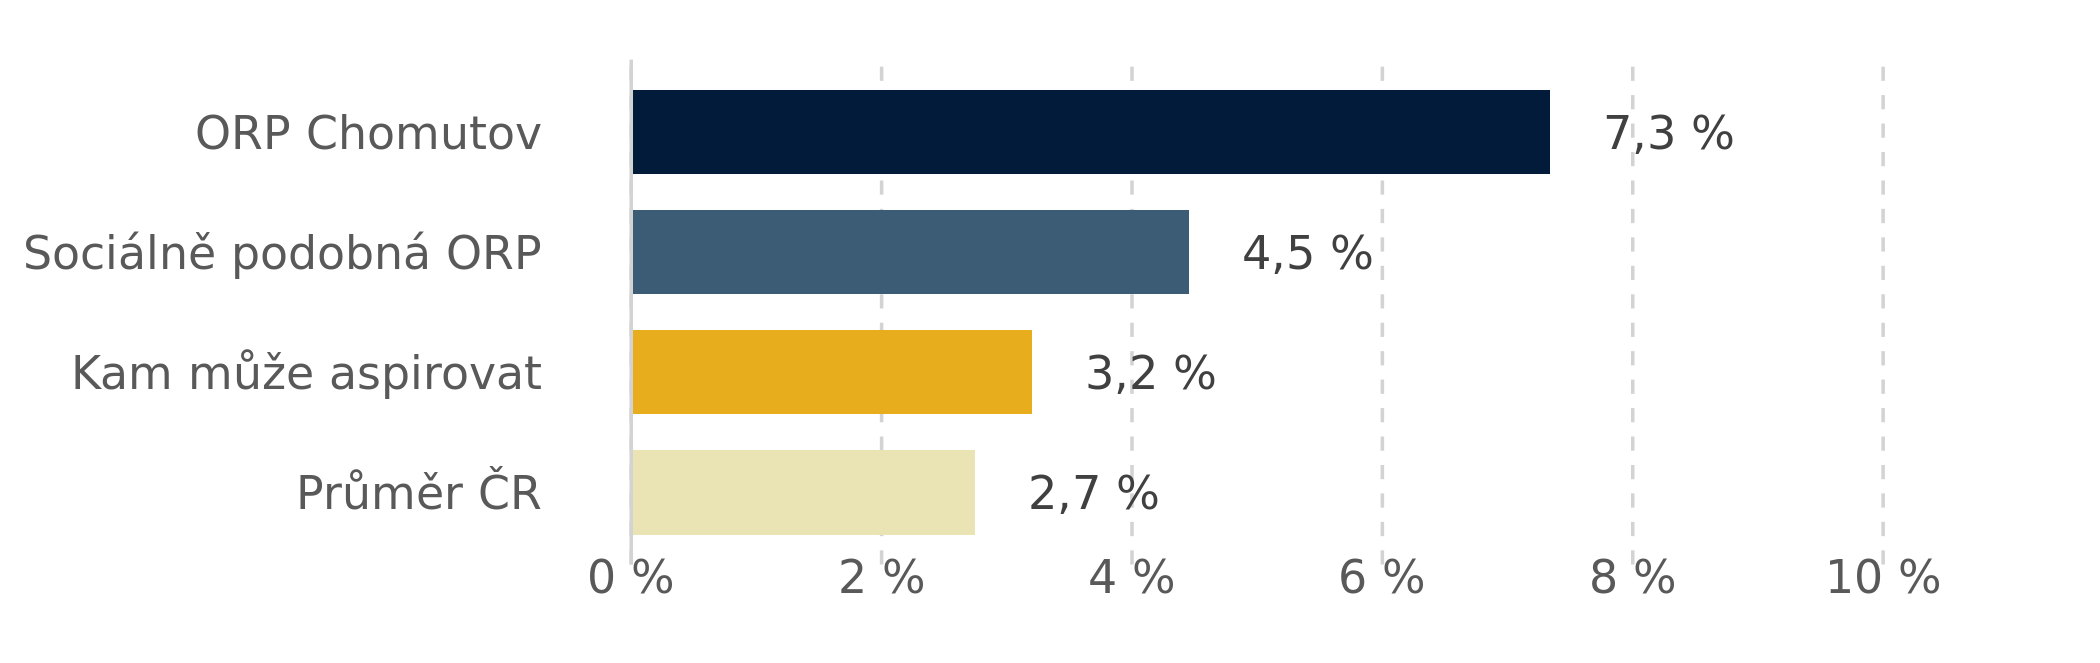 ORP Chomutov 7,3 %
Sociálně podobná ORP 4,5 %
Kam může aspirovat 3,2 %
Průměr ČR 2,7 %
0 % 2 % 4 % 6 % 8 % 10 %